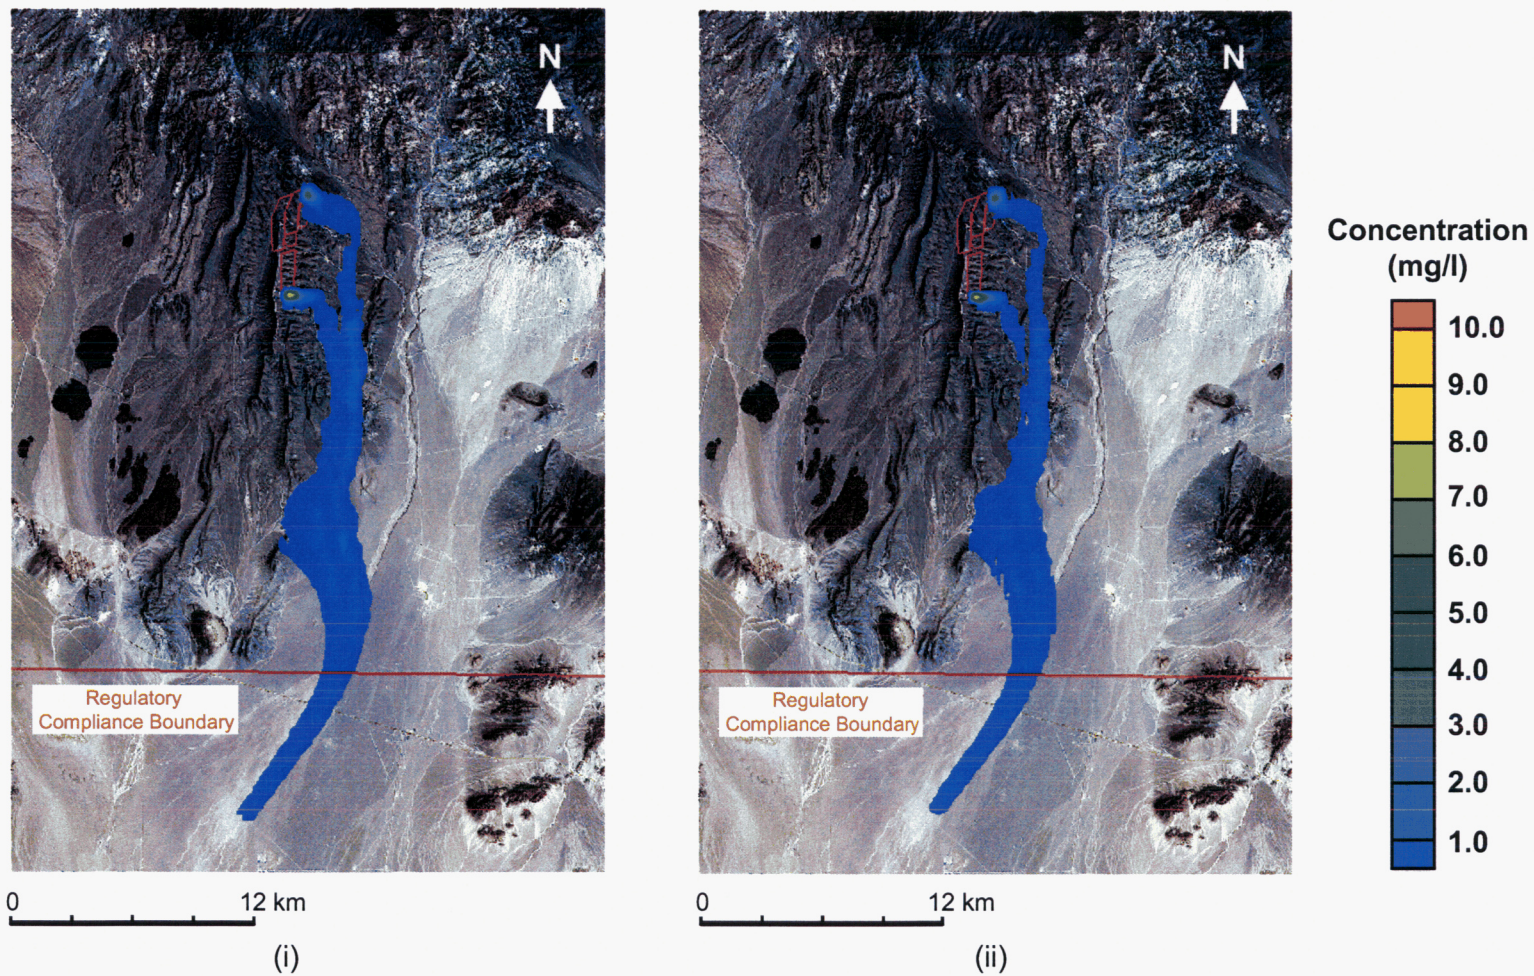 N
N
Regulatory
Compliance Boundary
Regulatory
Compliance Boundary
Concentration
(mg/l)
10.0
9.0
8.0
7.0
6.0
5.0
4.0
3.0
2.0
1.0
0 12 km
0 12 km
(i)
(ii)